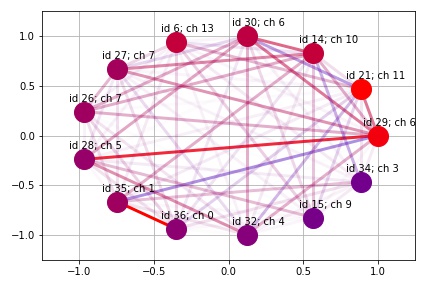 id 30; ch 6
id 6; ch 13
id 14; ch 10
id 27; ch 7
id 21; ch 11
id 26; ch 7
id 29; ch 6
id 28; ch 5
id 34; ch 3
id 35; ch 1
id 36; ch 0
id 15; ch 9
id 32; ch 4
1.0
0.5
0.0
−0.5
−1.0
−1.0 −0.5 0.0 0.5 1.0